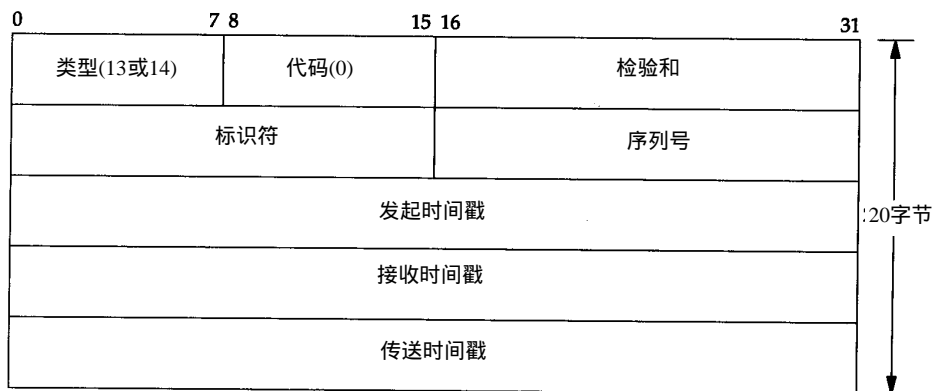 0 7 8 15 16 31
类型(13或14) 代码(0) 检验和
标识符 序列号
发起时间戳
20字节
接收时间戳
传送时间戳